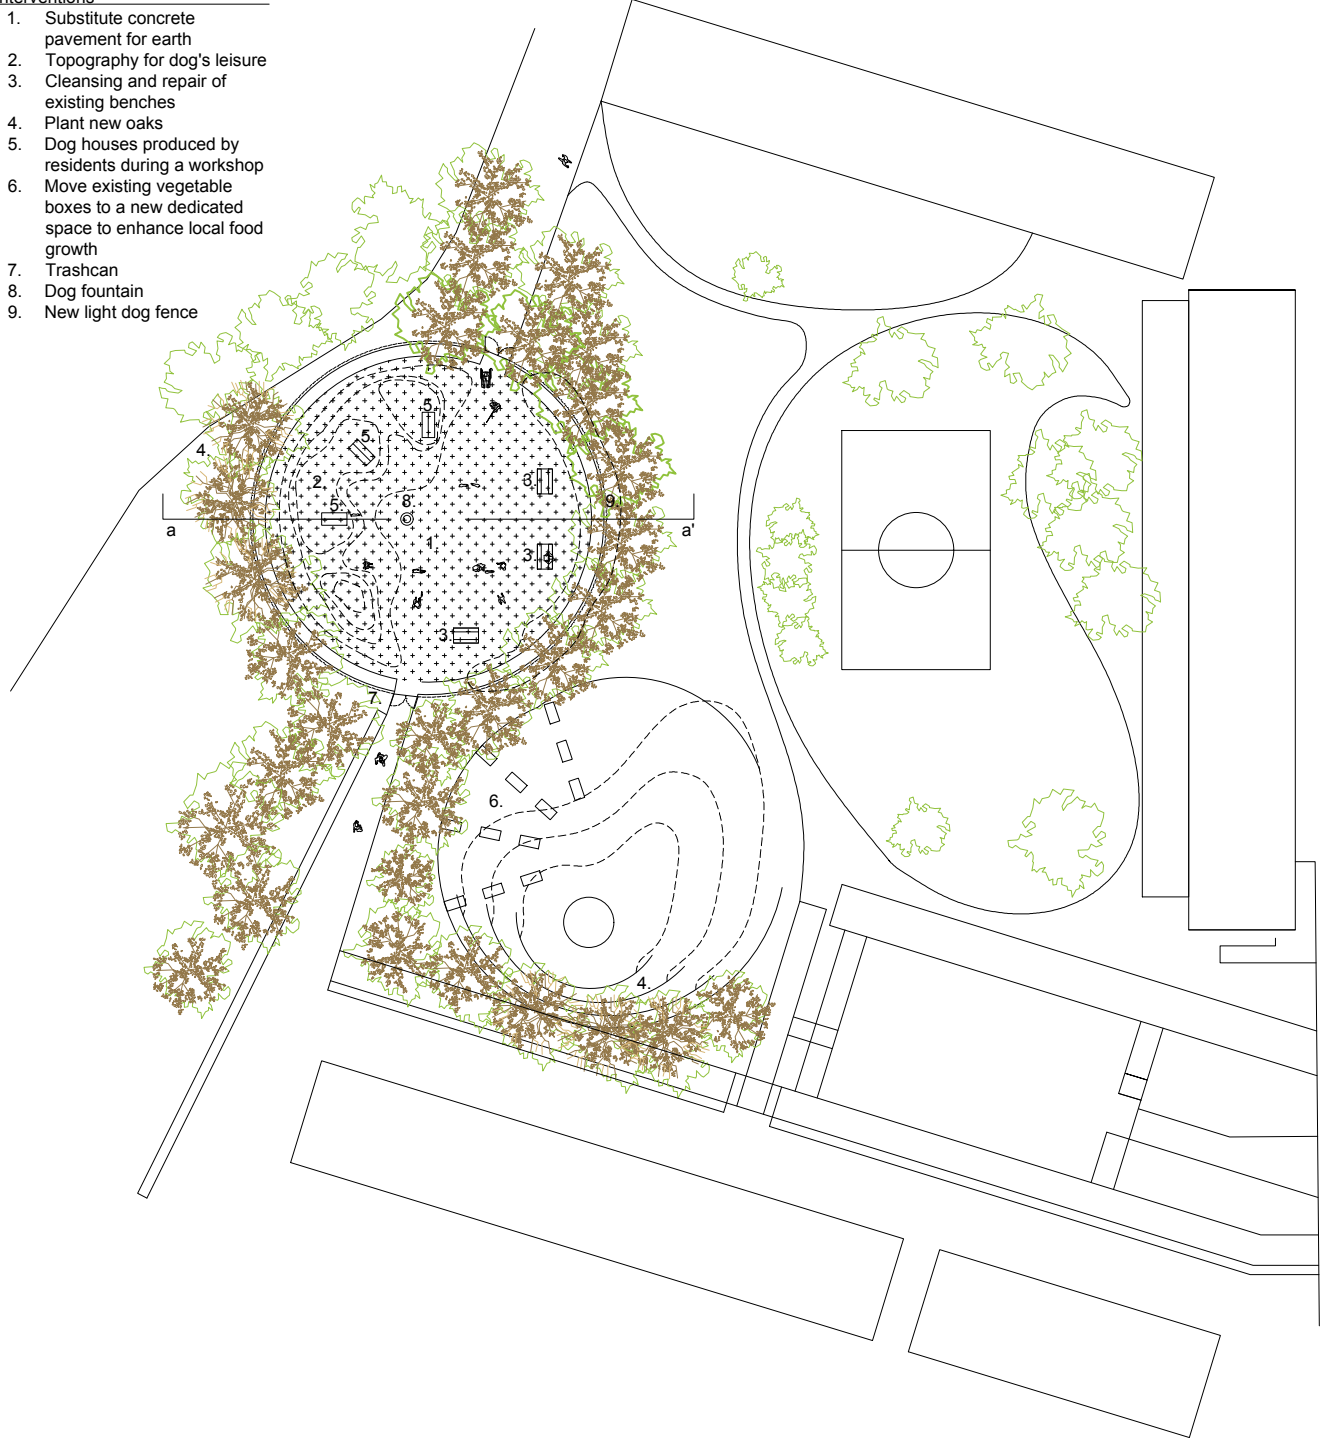 1. Substitute concrete
pavement for earth
2. Topography for dog's leisure
3. Cleansing and repair of
existing benches
4. Plant new oaks
5. Dog houses produced by
residents during a workshop
6. Move existing vegetable
boxes to a new dedicated
space to enhance local food
growth
7. Trashcan
8. Dog fountain
9. New light dog fence
5.
5.
4.
2.
3.
5.
8
9.
a
a'
1.
3.
3.
7.
6.
4.